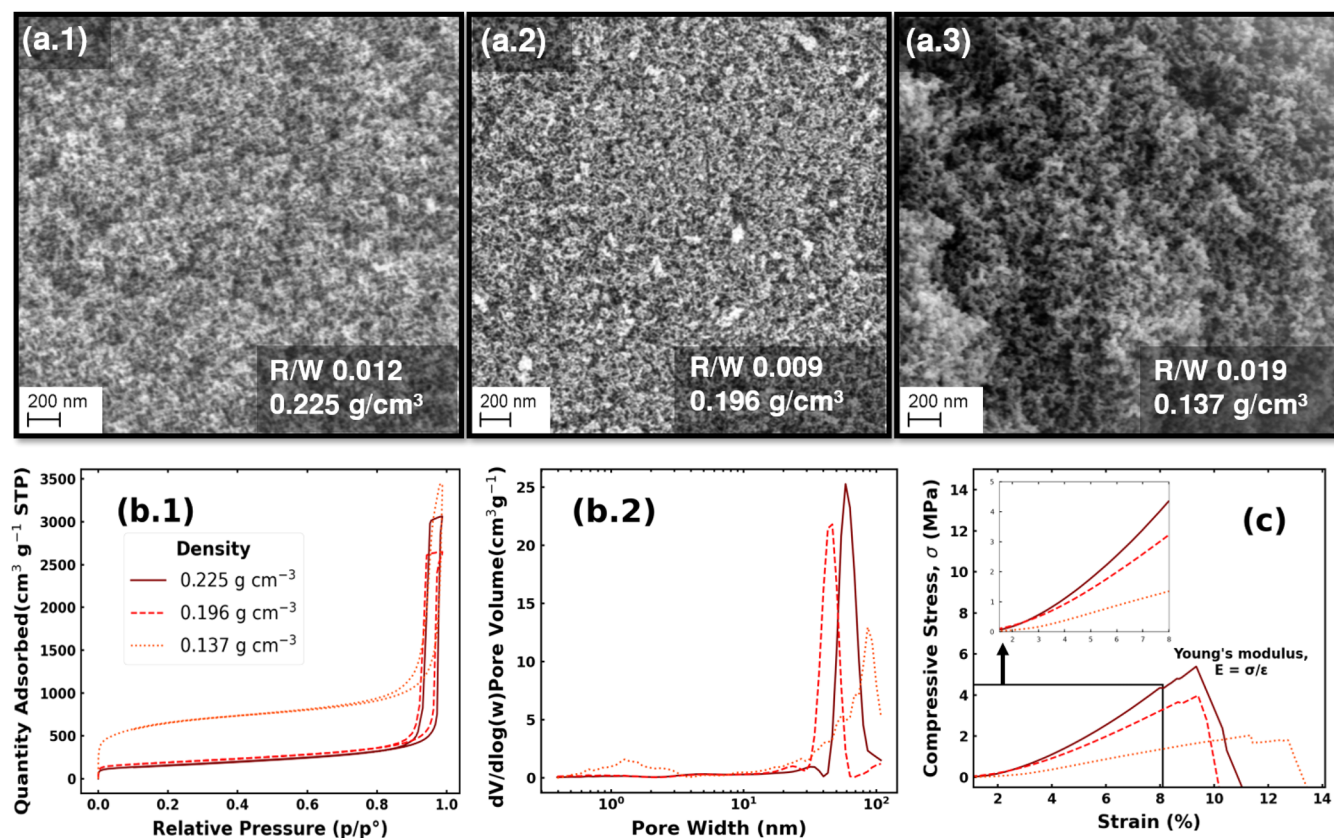 (a.1)
R/W 0.012
0.225 g/cm³
200 nm
(a.2)
R/W 0.009
0.196 g/cm³
200 nm
(a.3)
R/W 0.019
0.137 g/cm³
200 nm
(b.1)
Quantity Adsorbed(cm³ g⁻¹ STP)
3500
3000
2500
2000
1500
1000
500
0
Density
0.225 g cm⁻³
0.196 g cm⁻³
0.137 g cm⁻³
0.0 0.2 0.4 0.6 0.8 1.0
Relative Pressure (p/p°)
(b.2)
dV/dlog(w)Pore Volume(cm³g⁻¹)
25
20
15
10
5
0
10⁰ 10¹ 10²
Pore Width (nm)
(c)
Compressive Stress, σ (MPa)
14
12
10
8
6
4
2
0
5
4
3
2
1
0
2 3 4 5 6 7 8
Young's modulus,
E = σ/ε
2 4 6 8 10 12 14
Strain (%)